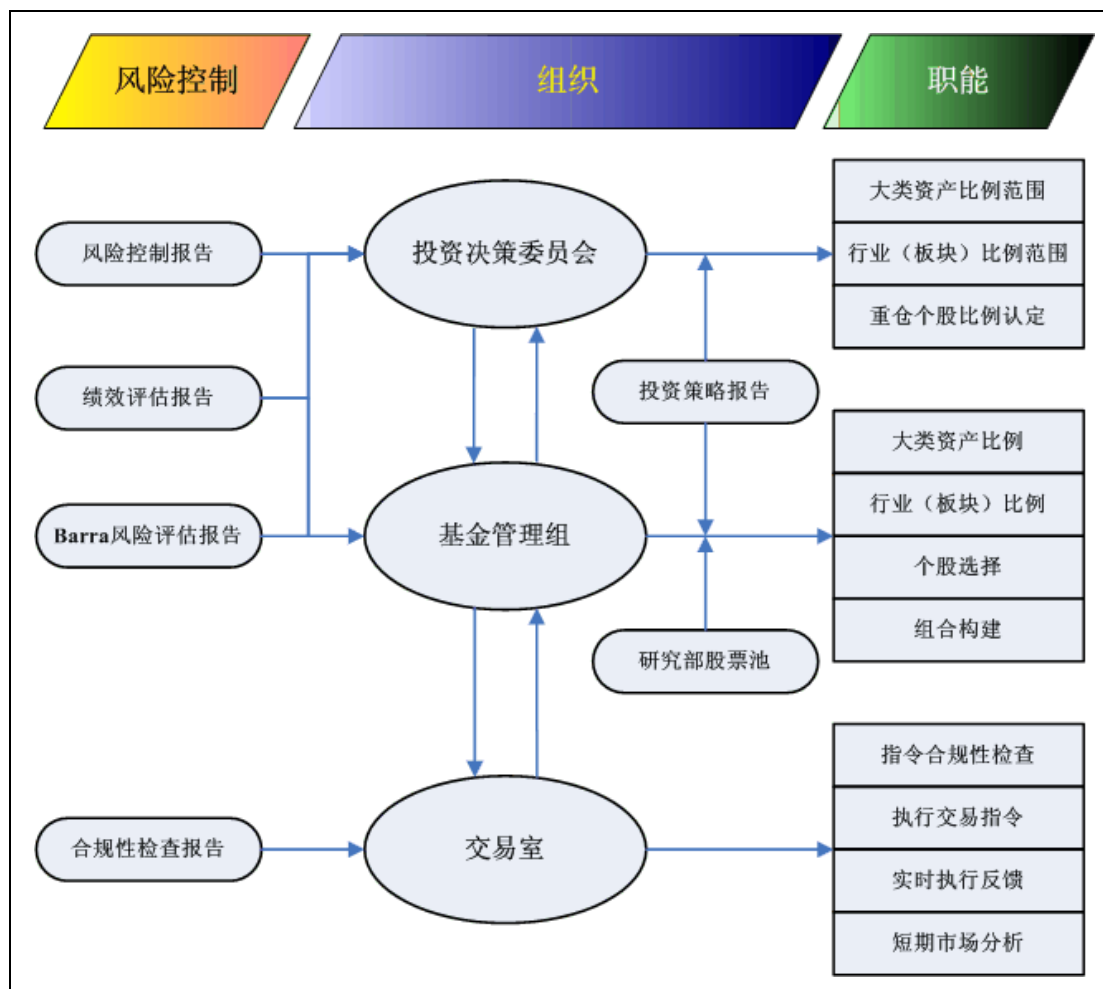 风险控制
组织
职能
风险控制报告
绩效评估报告
Barra风险评估报告
合规性检查报告
投资决策委员会
基金管理组
交易室
投资策略报告
研究部股票池
大类资产比例范围
行业（板块）比例范围
重仓个股比例认定
大类资产比例
行业（板块）比例
个股选择
组合构建
指令合规性检查
执行交易指令
实时执行反馈
短期市场分析